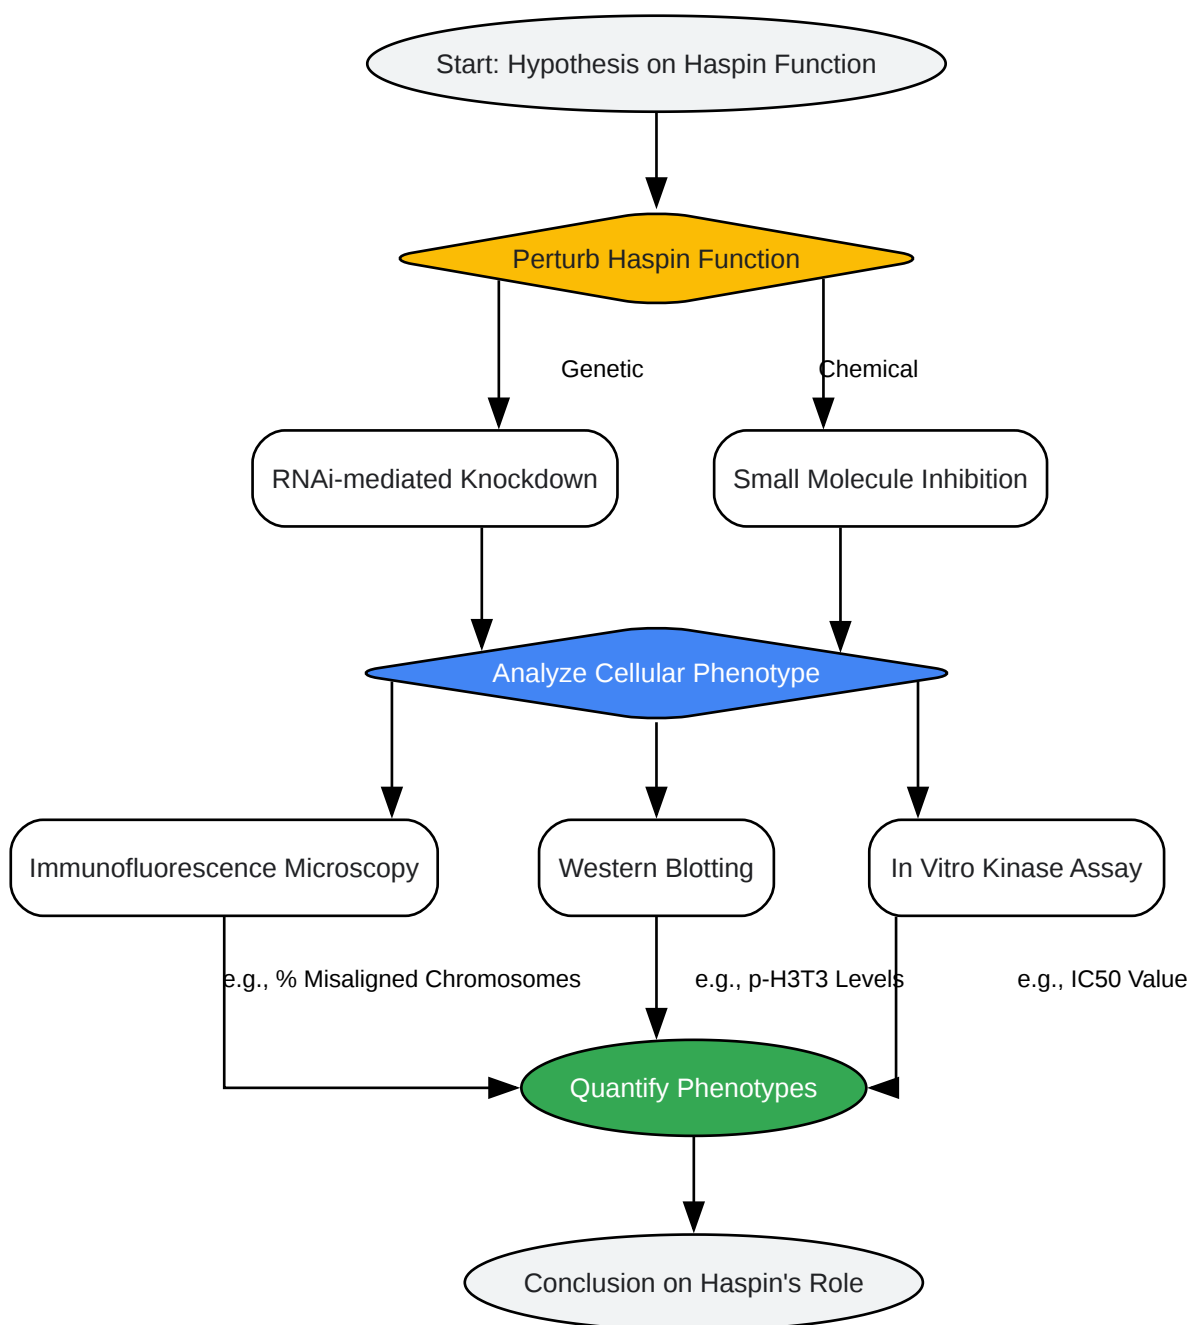 Start: Hypothesis on Haspin Function
Perturb Haspin Function
Genetic
Chemical
RNAi-mediated Knockdown
Small Molecule Inhibition
Analyze Cellular Phenotype
Immunofluorescence Microscopy
Western Blotting
In Vitro Kinase Assay
e.g., % Misaligned Chromosomes
e.g., p-H3T3 Levels
e.g., IC50 Value
Quantify Phenotypes
Conclusion on Haspin's Role